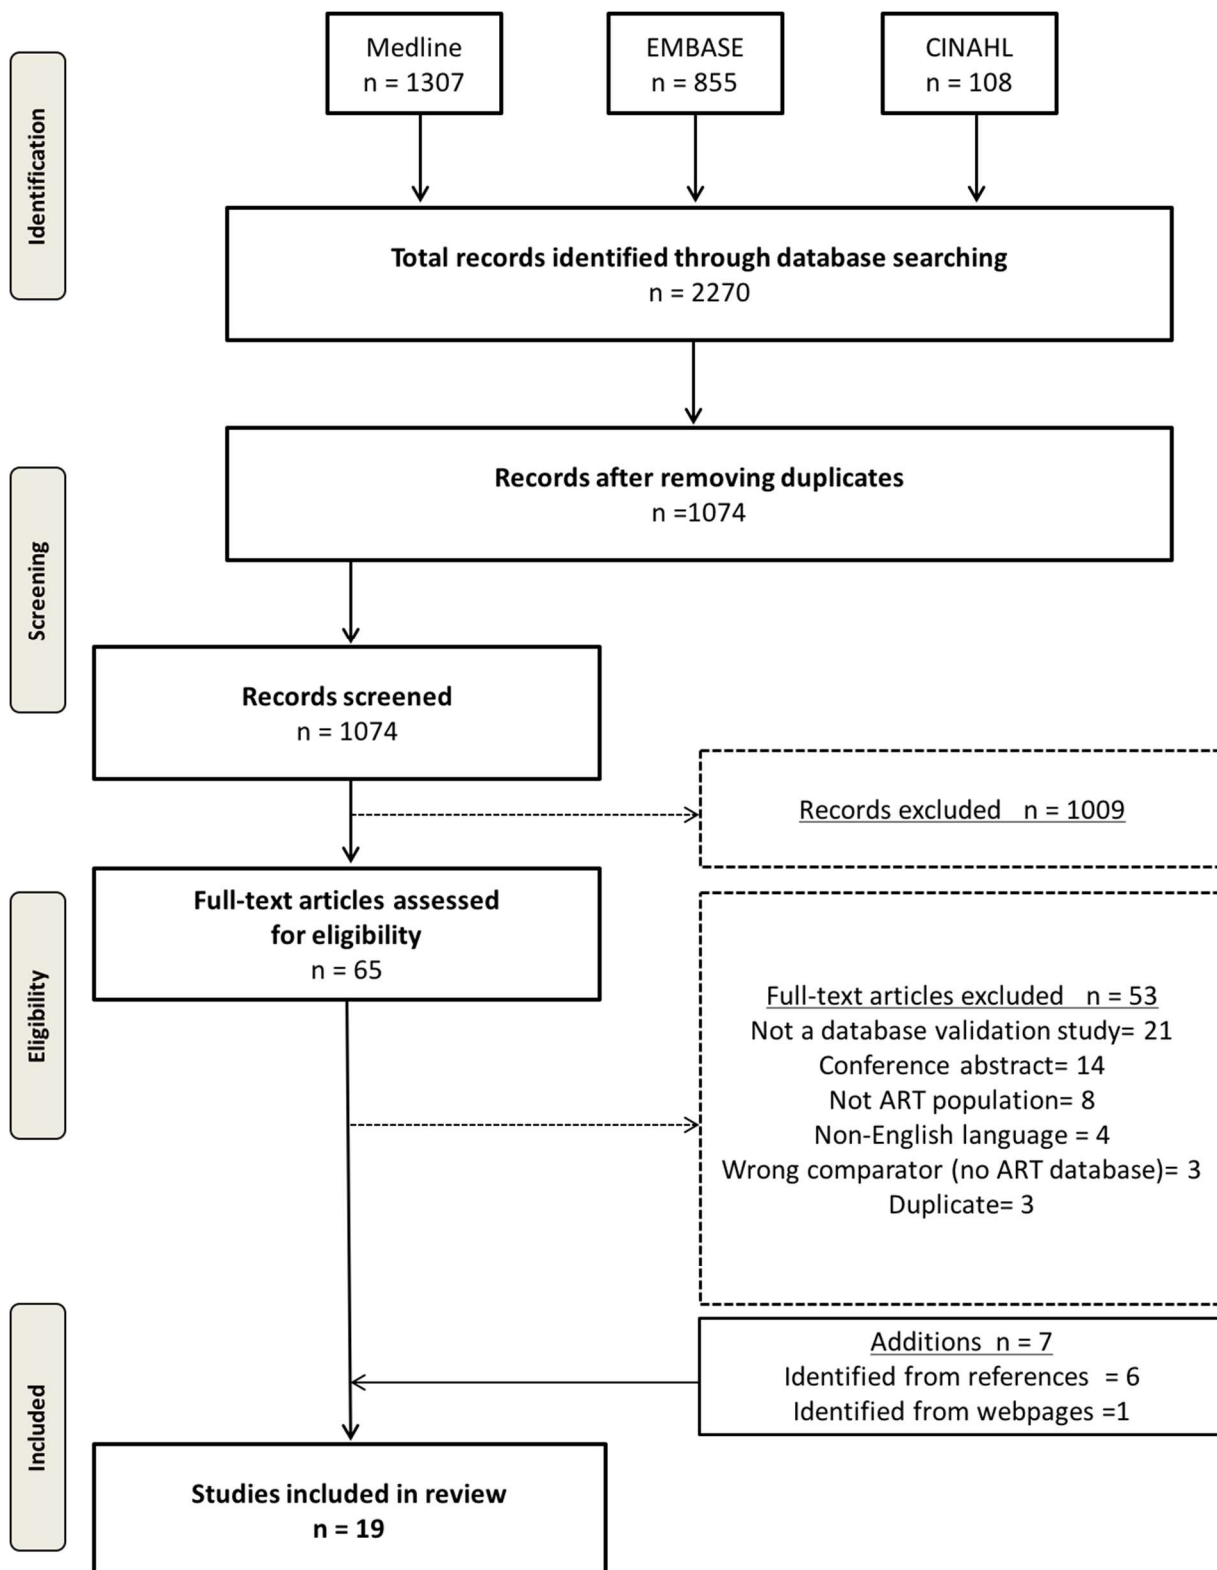 Medline
n = 1307
EMBASE
n = 855
CINAHL
n = 108
Identification
Total records identified through database searching
n = 2270
Records after removing duplicates
n =1074
Screening
Records screened
n = 1074
Records excluded n = 1009
Full-text articles assessed
for eligibility
n = 65
Eligibility
Full-text articles excluded n = 53
Not a database validation study= 21
Conference abstract= 14
Not ART population= 8
Non-English language = 4
Wrong comparator (no ART database)= 3
Duplicate= 3
Additions n = 7
Identified from references = 6
Identified from webpages =1
Included
Studies included in review
n = 19